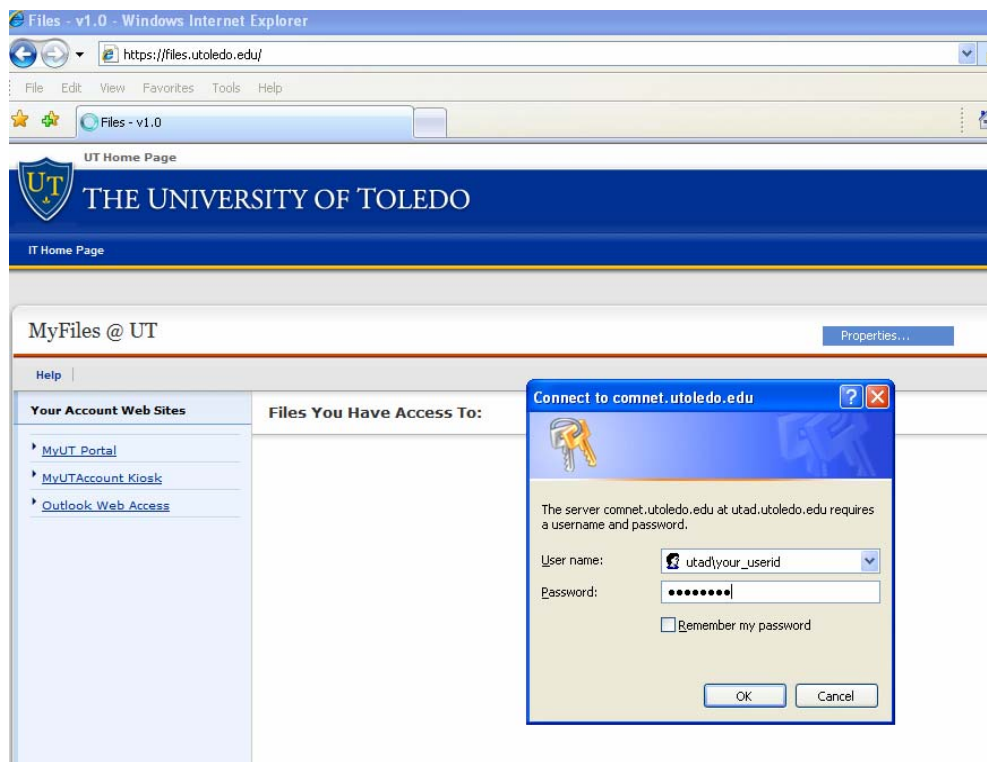 Files - v1.0 - Windows Internet Explorer
https://files.utoledo.edu/
File Edit View Favorites Tools Help
Files - v1.0
UT Home Page
UT
THE UNIVERSITY OF TOLEDO
IT Home Page
MyFiles @ UT
Properties...
Help
Your Account Web Sites
Files You Have Access To:
MyUT Portal
MyUTAccount Kiosk
Outlook Web Access
Connect to comnet.utoledo.edu
The server comnet.utoledo.edu at utad.utoledo.edu requires
a username and password.
User name: utad\your_userid
Password: ••••••••
Remember my password
OK Cancel